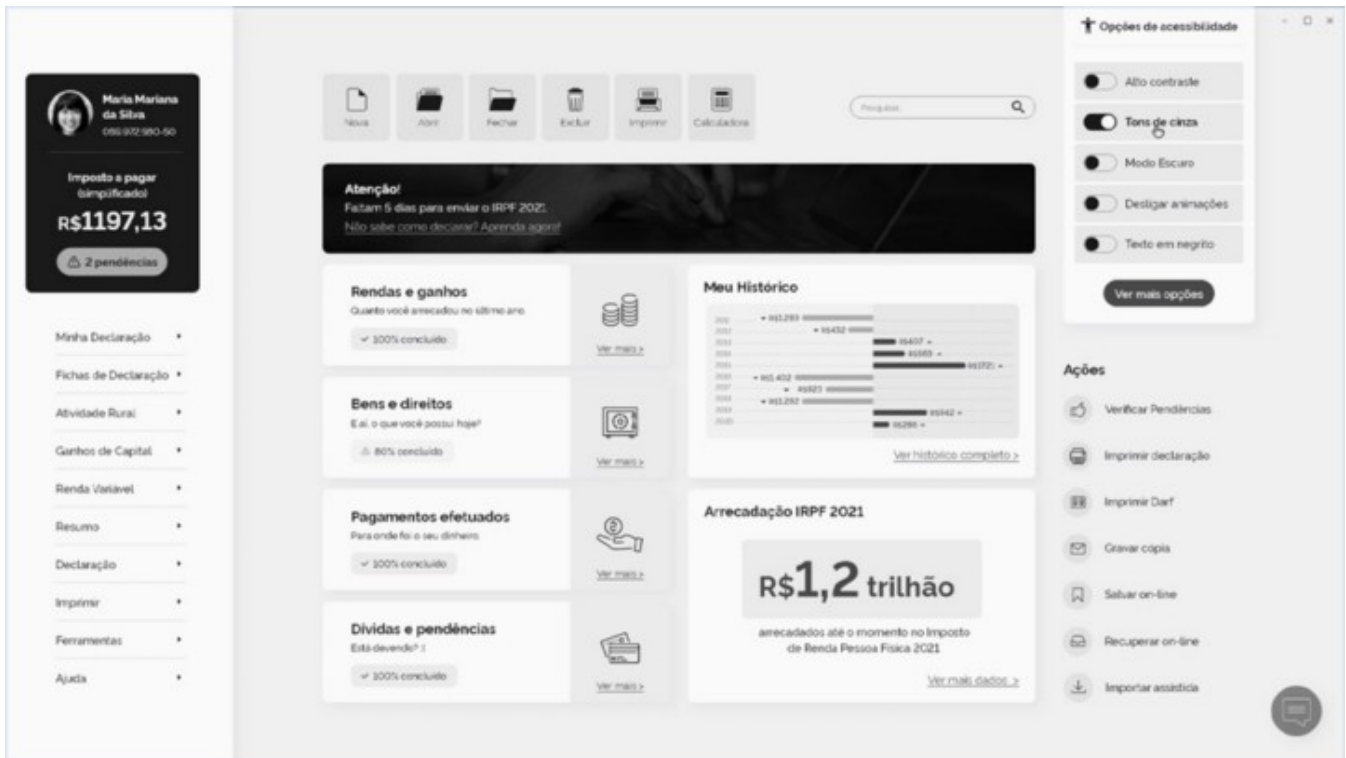 Maria Mariana
da Silva
Imposto a pagar
(simplificado)
R$1197,13
2 pendências
Minha Declaração
Fichas de Declaração
Atividade Rural
Ganhos de Capital
Renda Variável
Resumo
Declaração
Imprimir
Ferramentas
Ajuda
Nova
Abrir
Fechar
Excluir
Imprimir
Calculadora
Pesquisar
Atenção!
Faltam 5 dias para enviar o IRPF 2021.
Não sabe como declarar? Aprenda agora!
Rendas e ganhos
Quanto você arrecadou no último ano.
100% concluído
Ver mais >
Bens e direitos
E aí, o que você possui hoje?
80% concluído
Ver mais >
Pagamentos efetuados
Para onde foi o seu dinheiro
100% concluído
Ver mais >
Dívidas e pendências
Está devendo? :(
100% concluído
Ver mais >
Meu Histórico
2015
2016
2017
R$1.402
Ver histórico completo >
Arrecadação IRPF 2021
R$1,2 trilhão
arrecadados até o momento no Imposto
de Renda Pessoa Física 2021
Ver mais dados >
Opções de acessibilidade
Alto contraste
Tons de cinza
Modo Escuro
Desligar animações
Texto em negrito
Ver mais opções
Ações
Verificar Pendências
Imprimir declaração
Imprimir Darf
Gravar cópia
Salvar on-line
Recuperar on-line
Importar assistida